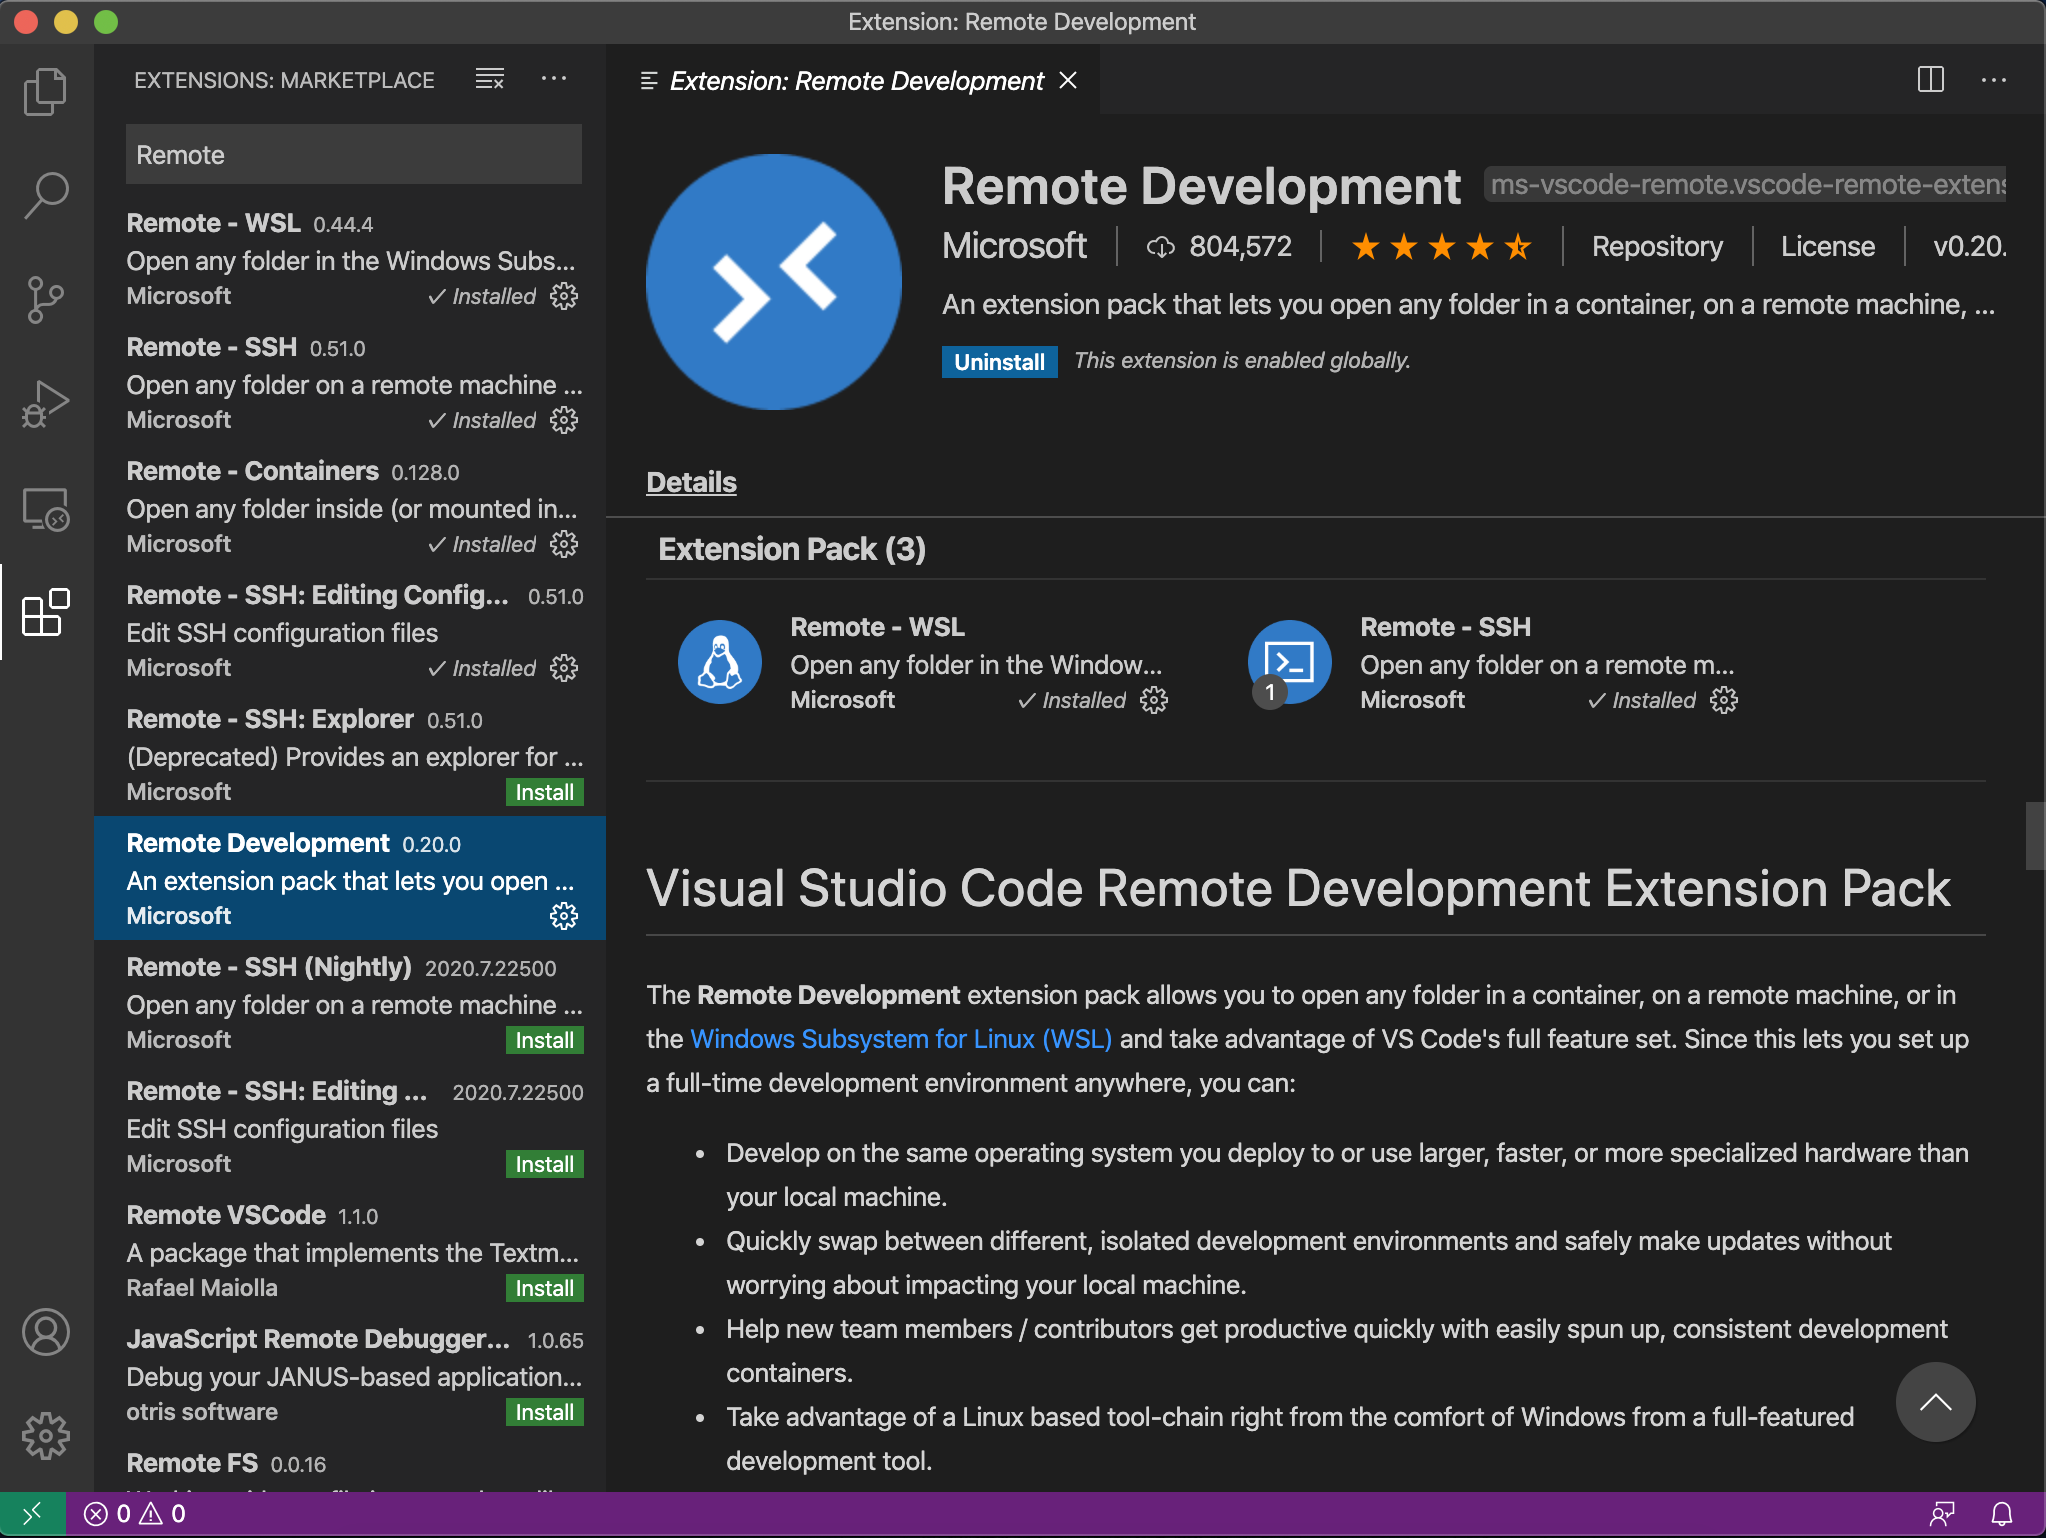 Extension: Remote Development
EXTENSIONS: MARKETPLACE
Remote
Remote - WSL 0.44.4
Open any folder in the Windows Subs...
Microsoft ✓ Installed
Remote - SSH 0.51.0
Open any folder on a remote machine ...
Microsoft ✓ Installed
Remote - Containers 0.128.0
Open any folder inside (or mounted in...
Microsoft ✓ Installed
Remote - SSH: Editing Config... 0.51.0
Edit SSH configuration files
Microsoft ✓ Installed
Remote - SSH: Explorer 0.51.0
(Deprecated) Provides an explorer for ...
Microsoft Install
Remote Development 0.20.0
An extension pack that lets you open ...
Microsoft
Remote - SSH (Nightly) 2020.7.22500
Open any folder on a remote machine ...
Microsoft Install
Remote - SSH: Editing ... 2020.7.22500
Edit SSH configuration files
Microsoft Install
Remote VSCode 1.1.0
A package that implements the Textm...
Rafael Maiolla Install
JavaScript Remote Debugger... 1.0.65
Debug your JANUS-based application...
otris software Install
Remote FS 0.0.16
Extension: Remote Development
Remote Development ms-vscode-remote.vscode-remote-extens
Microsoft 804,572 Repository License v0.20.
An extension pack that lets you open any folder in a container, on a remote machine, ...
Uninstall This extension is enabled globally.
Details
Extension Pack (3)
Remote - WSL
Open any folder in the Window...
Microsoft ✓ Installed
1
Remote - SSH
Open any folder on a remote m...
Microsoft ✓ Installed
Visual Studio Code Remote Development Extension Pack
The Remote Development extension pack allows you to open any folder in a container, on a remote machine, or in
the Windows Subsystem for Linux (WSL) and take advantage of VS Code's full feature set. Since this lets you set up
a full-time development environment anywhere, you can:
• Develop on the same operating system you deploy to or use larger, faster, or more specialized hardware than
your local machine.
• Quickly swap between different, isolated development environments and safely make updates without
worrying about impacting your local machine.
• Help new team members / contributors get productive quickly with easily spun up, consistent development
containers.
• Take advantage of a Linux based tool-chain right from the comfort of Windows from a full-featured
development tool.
0 0